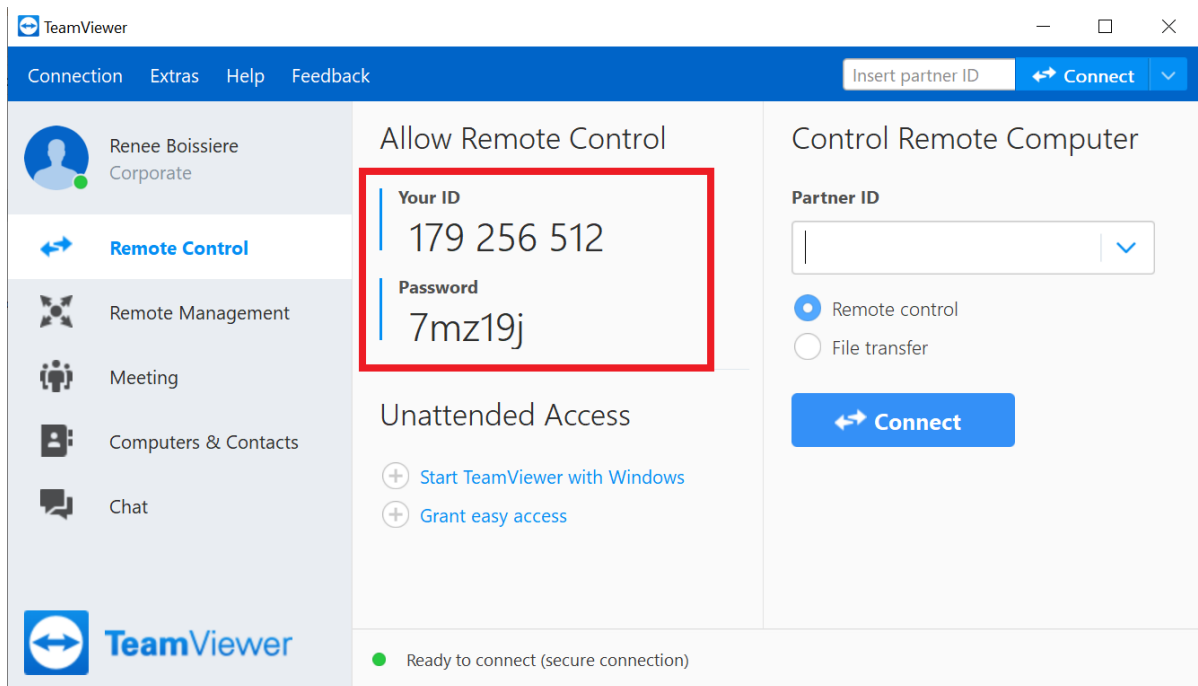 TeamViewer
Connection Extras Help Feedback
Insert partner ID
Connect
Renee Boissiere
Corporate
Remote Control
Remote Management
Meeting
Computers & Contacts
Chat
TeamViewer
Allow Remote Control
Your ID
179 256 512
Password
7mz19j
Unattended Access
Start TeamViewer with Windows
Grant easy access
Control Remote Computer
Partner ID
Remote control
File transfer
Connect
Ready to connect (secure connection)